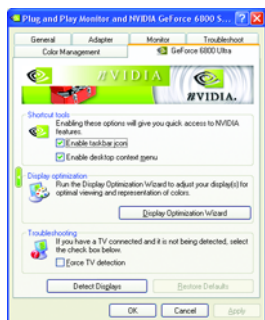 Plug and Play Monitor and NVIDIA GeForce 6800 S...
General
Adapter
Monitor
Troubleshoot
Color Management
GeForce 6800 Ultra
NVIDIA
NVIDIA.
Shortcut tools
Enabling these options will give you quick access to NVIDIA
features.
Enable taskbar icon
Enable desktop context menu
Display optimization
Run the Display Optimization Wizard to adjust your display(s) for
optimal viewing and representation of colors.
Display Optimization Wizard
Troubleshooting
If you have a TV connected and it is not being detected, select
the check box below.
Force TV detection
Detect Displays
Restore Defaults
OK
Cancel
Apply